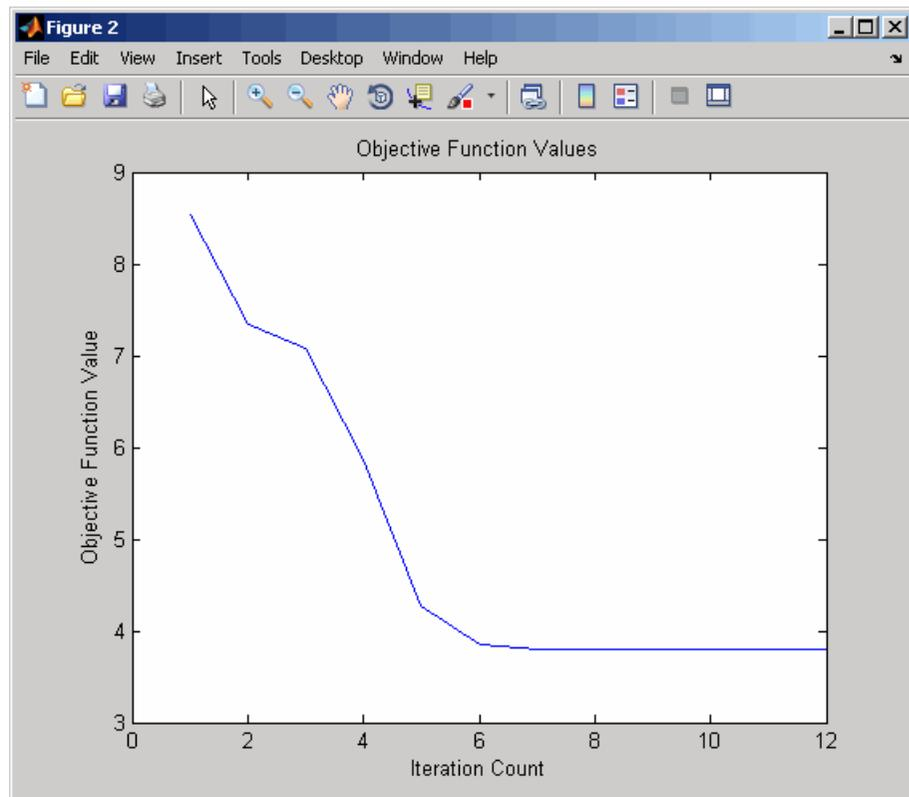 Figure 2
File Edit View Insert Tools Desktop Window Help
Objective Function Values
Objective Function Value
9
8
7
6
5
4
3
0 2 4 6 8 10 12
Iteration Count